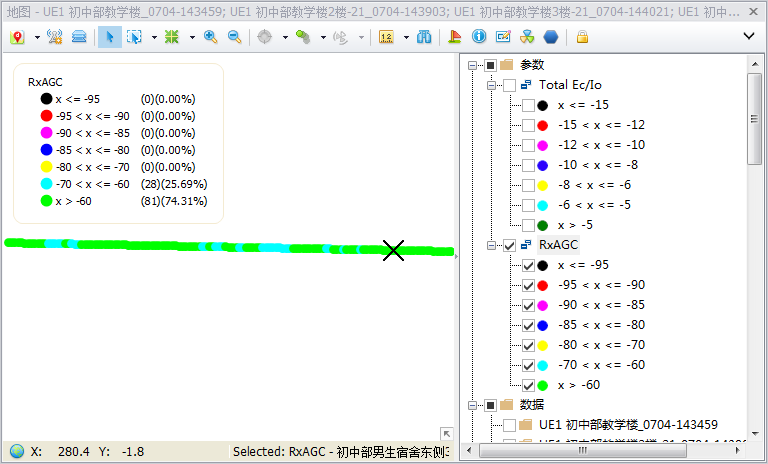 地图 - UE1 初中部教学楼_0704-143459; UE1 初中部教学楼2楼-21_0704-143903; UE1 初中部教学楼3楼-21_0704-144021; UE1 初中...
1.2
RxAGC
x <= -95 (0)(0.00%)
-95 < x <= -90 (0)(0.00%)
-90 < x <= -85 (0)(0.00%)
-85 < x <= -80 (0)(0.00%)
-80 < x <= -70 (0)(0.00%)
-70 < x <= -60 (28)(25.69%)
x > -60 (81)(74.31%)
X: 280.4 Y: -1.8 Selected: RxAGC - 初中部男生宿舍东侧3
参数
Total Ec/Io
x <= -15
-15 < x <= -12
-12 < x <= -10
-10 < x <= -8
-8 < x <= -6
-6 < x <= -5
x > -5
RxAGC
x <= -95
-95 < x <= -90
-90 < x <= -85
-85 < x <= -80
-80 < x <= -70
-70 < x <= -60
x > -60
数据
UE1 初中部教学楼_0704-143459